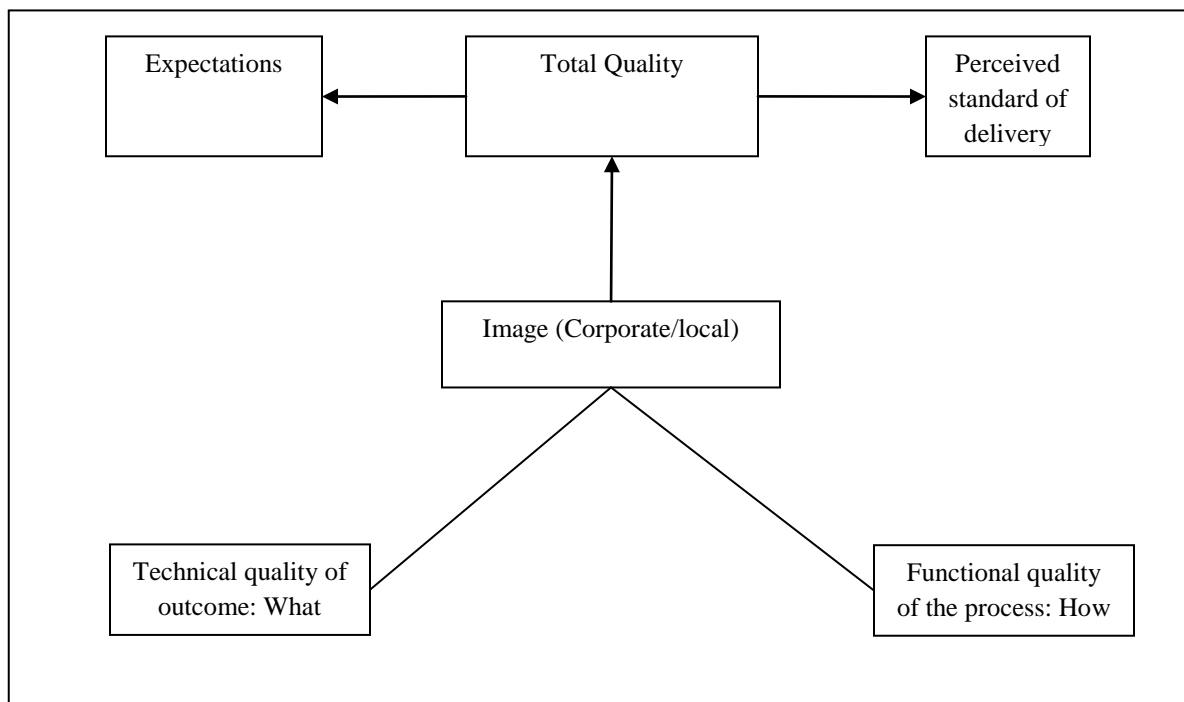 Expectations
Total Quality
Perceived
standard of
delivery
Image (Corporate/local)
Technical quality of
outcome: What
Functional quality
of the process: How